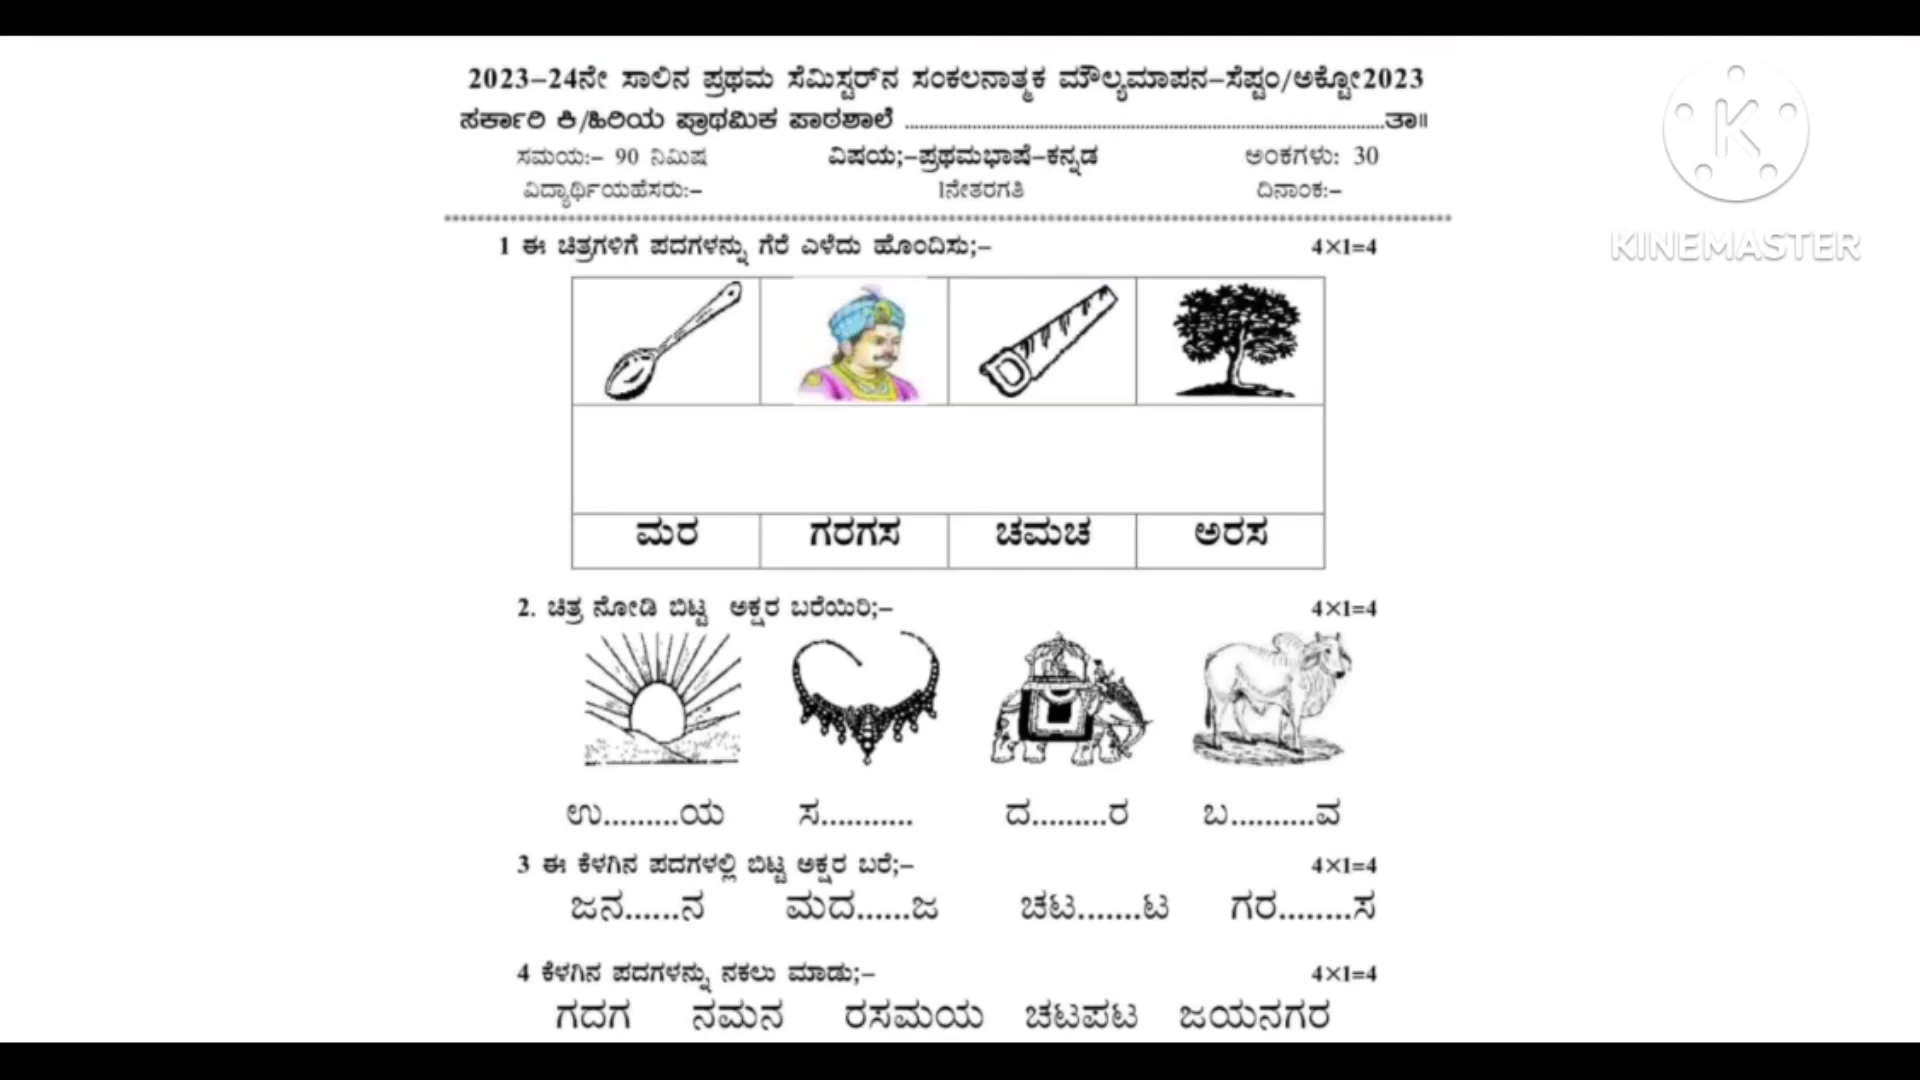 2023-24ನೇ ಸಾಲಿನ ಪ್ರಥಮ ಸೆಮಿಸ್ಟರ್‌ನ ಸಂಕಲನಾತ್ಮಕ ಮೌಲ್ಯಮಾಪನ-ಸೆಪ್ಟಂ/ಅಕ್ಟೋ2023
ಸರ್ಕಾರಿ ಕಿ/ಹಿರಿಯ ಪ್ರಾಥಮಿಕ ಪಾಠಶಾಲೆ ........................................ತಾ॥
ಸಮಯ:- 90 ನಿಮಿಷ ವಿಷಯ;-ಪ್ರಥಮಭಾಷೆ-ಕನ್ನಡ ಅಂಕಗಳು: 30
ವಿದ್ಯಾರ್ಥಿಯಹೆಸರು:- 1ನೇತರಗತಿ ದಿನಾಂಕ:-
1 ಈ ಚಿತ್ರಗಳಿಗೆ ಪದಗಳನ್ನು ಗೆರೆ ಎಳೆದು ಹೊಂದಿಸು;- 4×1=4
ಮರ ಗರಗಸ ಚಮಚ ಅರಸ
2. ಚಿತ್ರ ನೋಡಿ ಬಿಟ್ಟ ಅಕ್ಷರ ಬರೆಯಿರಿ;- 4×1=4
ಉ.........ಯ ಸ........... ದ.........ರ ಬ..........ವ
3 ಈ ಕೆಳಗಿನ ಪದಗಳಲ್ಲಿ ಬಿಟ್ಟ ಅಕ್ಷರ ಬರೆ;- 4×1=4
ಜನ......ನ ಮದ......ಜ ಚಟ.......ಟ ಗರ........ಸ
4 ಕೆಳಗಿನ ಪದಗಳನ್ನು ನಕಲು ಮಾಡು;- 4×1=4
ಗದಗ ನಮನ ರಸಮಯ ಚಟಪಟ ಜಯನಗರ
K
KINEMASTER